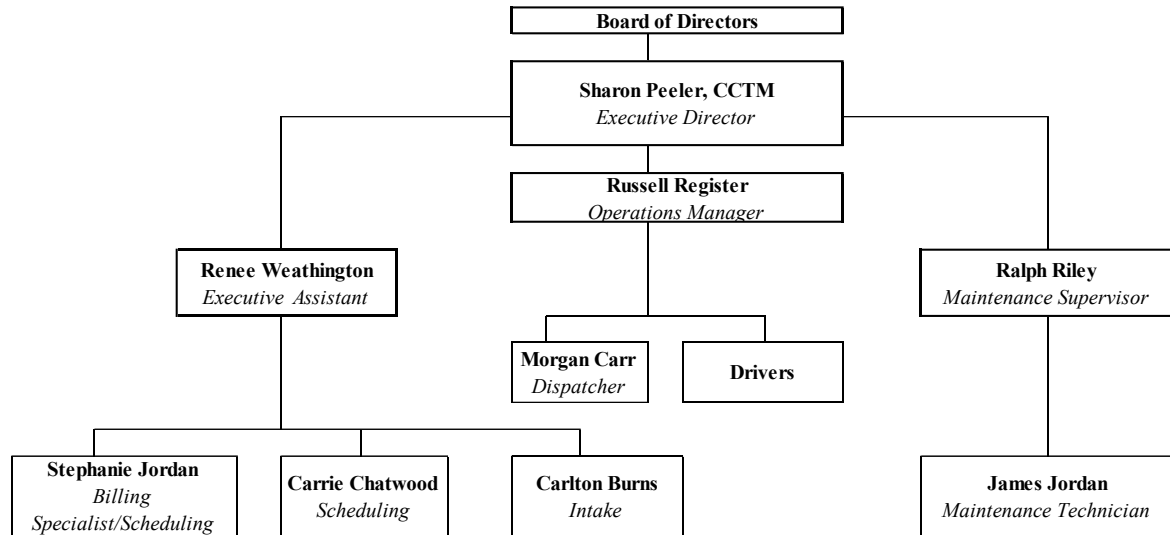 Board of Directors
Sharon Peeler, CCTM
Executive Director
Russell Register
Operations Manager
Renee Weathington
Executive Assistant
Ralph Riley
Maintenance Supervisor
Morgan Carr
Dispatcher
Drivers
Stephanie Jordan
Billing
Specialist/Scheduling
Carrie Chatwood
Scheduling
Carlton Burns
Intake
James Jordan
Maintenance Technician